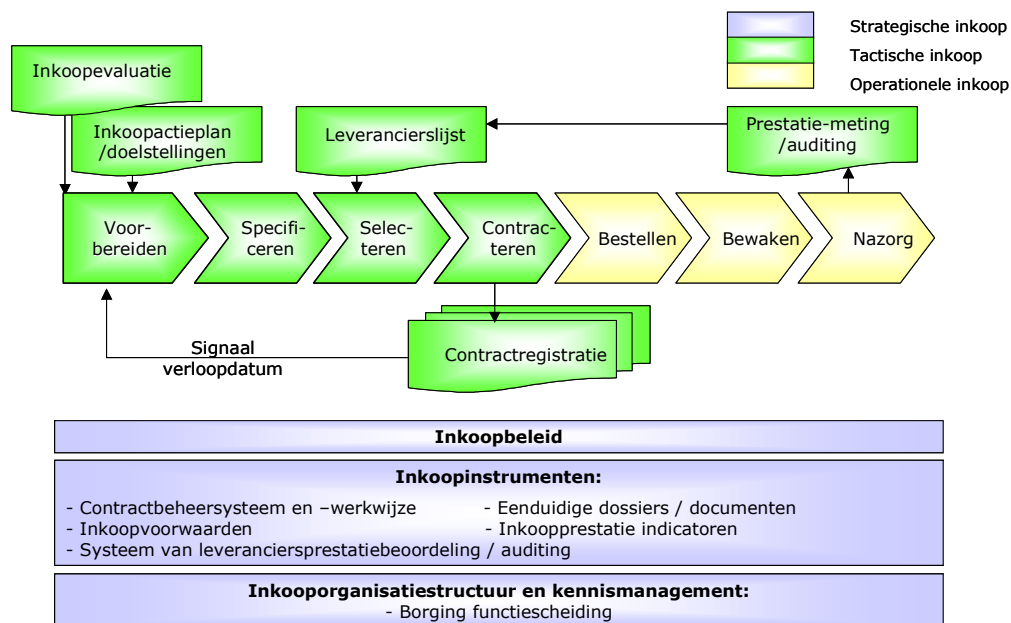 Strategische inkoop
Tactische inkoop
Operationele inkoop
Inkoopevaluatie
Inkoopactieplan
/doelstellingen
Leverancierslijst
Prestatie-meting
/auditing
Voor-
bereiden
Specifi-
ceren
Selec-
teren
Contrac-
teren
Bestellen
Bewaken
Nazorg
Signaal
verloopdatum
Contractregistratie
Inkoopbeleid
Inkoopinstrumenten:
- Contractbeheersysteem en –werkwijze - Eenduidige dossiers / documenten
- Inkoopvoorwaarden - Inkoopprestatie indicatoren
- Systeem van leveranciersprestatiebeoordeling / auditing
Inkooporganisatiestructuur en kennismanagement:
- Borging functiescheiding